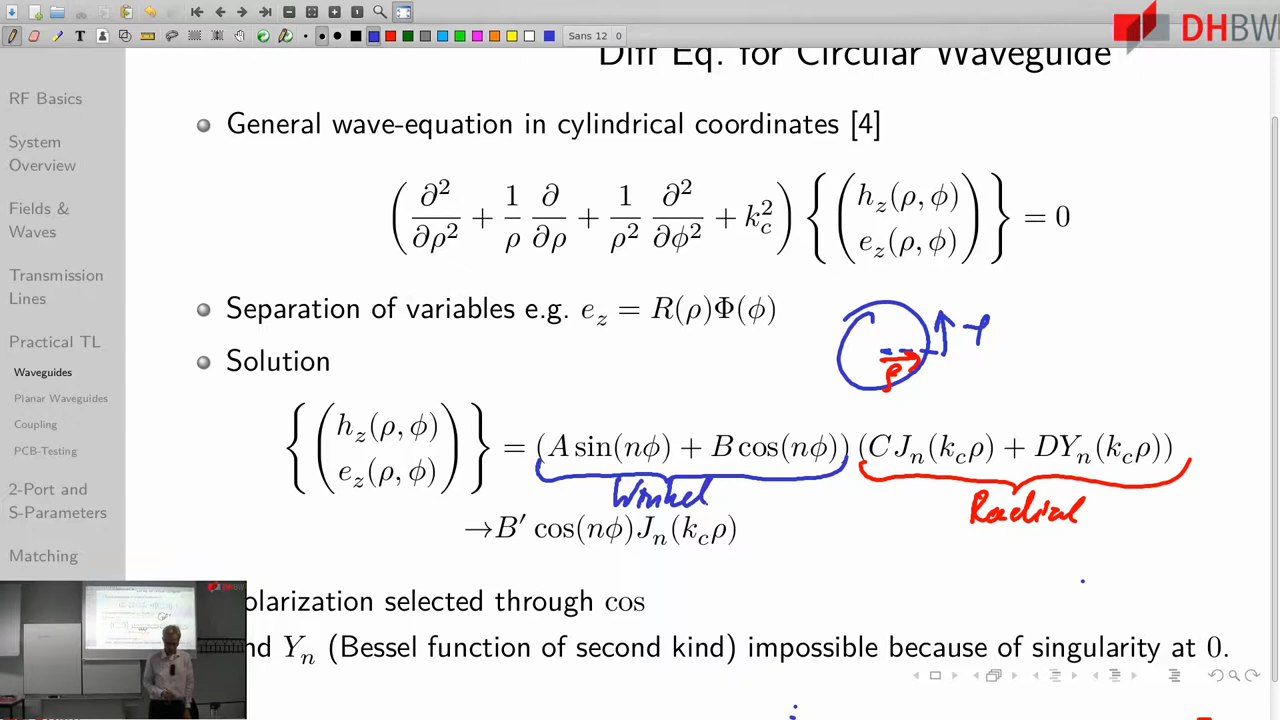 Sans 12 0
DHBW
Diff Eq. for Circular Waveguide
RF Basics
System
Overview
Fields &
Waves
Transmission
Lines
Practical TL
Waveguides
Planar Waveguides
Coupling
PCB-Testing
2-Port and
S-Parameters
Matching
General wave-equation in cylindrical coordinates [4]
(∂²/∂ρ² + 1/ρ ∂/∂ρ + 1/ρ² ∂²/∂ϕ² + k_c²) {(h_z(ρ, ϕ) e_z(ρ, ϕ))} = 0
Separation of variables e.g. e_z = R(ρ)Φ(ϕ)
φ
ρ
Solution
{(h_z(ρ, ϕ) e_z(ρ, ϕ))} = (A sin(nϕ) + B cos(nϕ)) (CJ_n(k_cρ) + DY_n(k_cρ))
Winkel
Radial
→B′ cos(nϕ)J_n(k_cρ)
olarization selected through cos
nd Y_n (Bessel function of second kind) impossible because of singularity at 0.